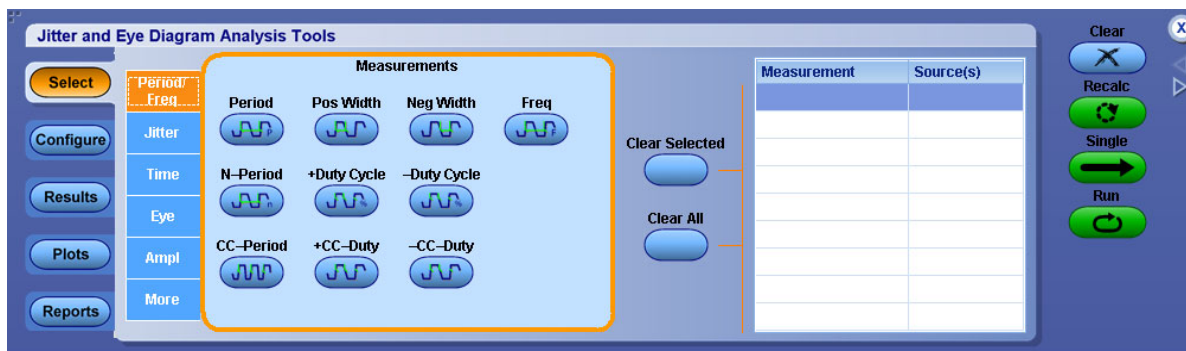 Jitter and Eye Diagram Analysis Tools
Select
Configure
Results
Plots
Reports
Period/
Freq
Jitter
Time
Eye
Ampl
More
Measurements
Period Pos Width Neg Width Freq
N–Period +Duty Cycle –Duty Cycle
CC–Period +CC–Duty –CC–Duty
Clear Selected
Clear All
Measurement Source(s)
Clear
X
Recalc
Single
Run